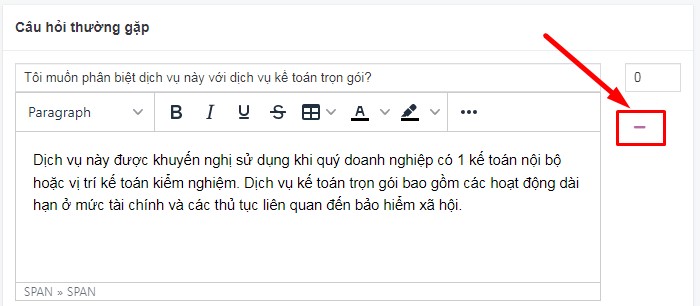 Câu hỏi thường gặp
Tôi muốn phân biệt dịch vụ này với dịch vụ kế toán trọn gói?
0
Paragraph
B I U S A
Dịch vụ này được khuyến nghị sử dụng khi quý doanh nghiệp có 1 kế toán nội bộ
hoặc vị trí kế toán kiểm nghiệm. Dịch vụ kế toán trọn gói bao gồm các hoạt động dài
hạn ở mức tài chính và các thủ tục liên quan đến bảo hiểm xã hội.
SPAN » SPAN